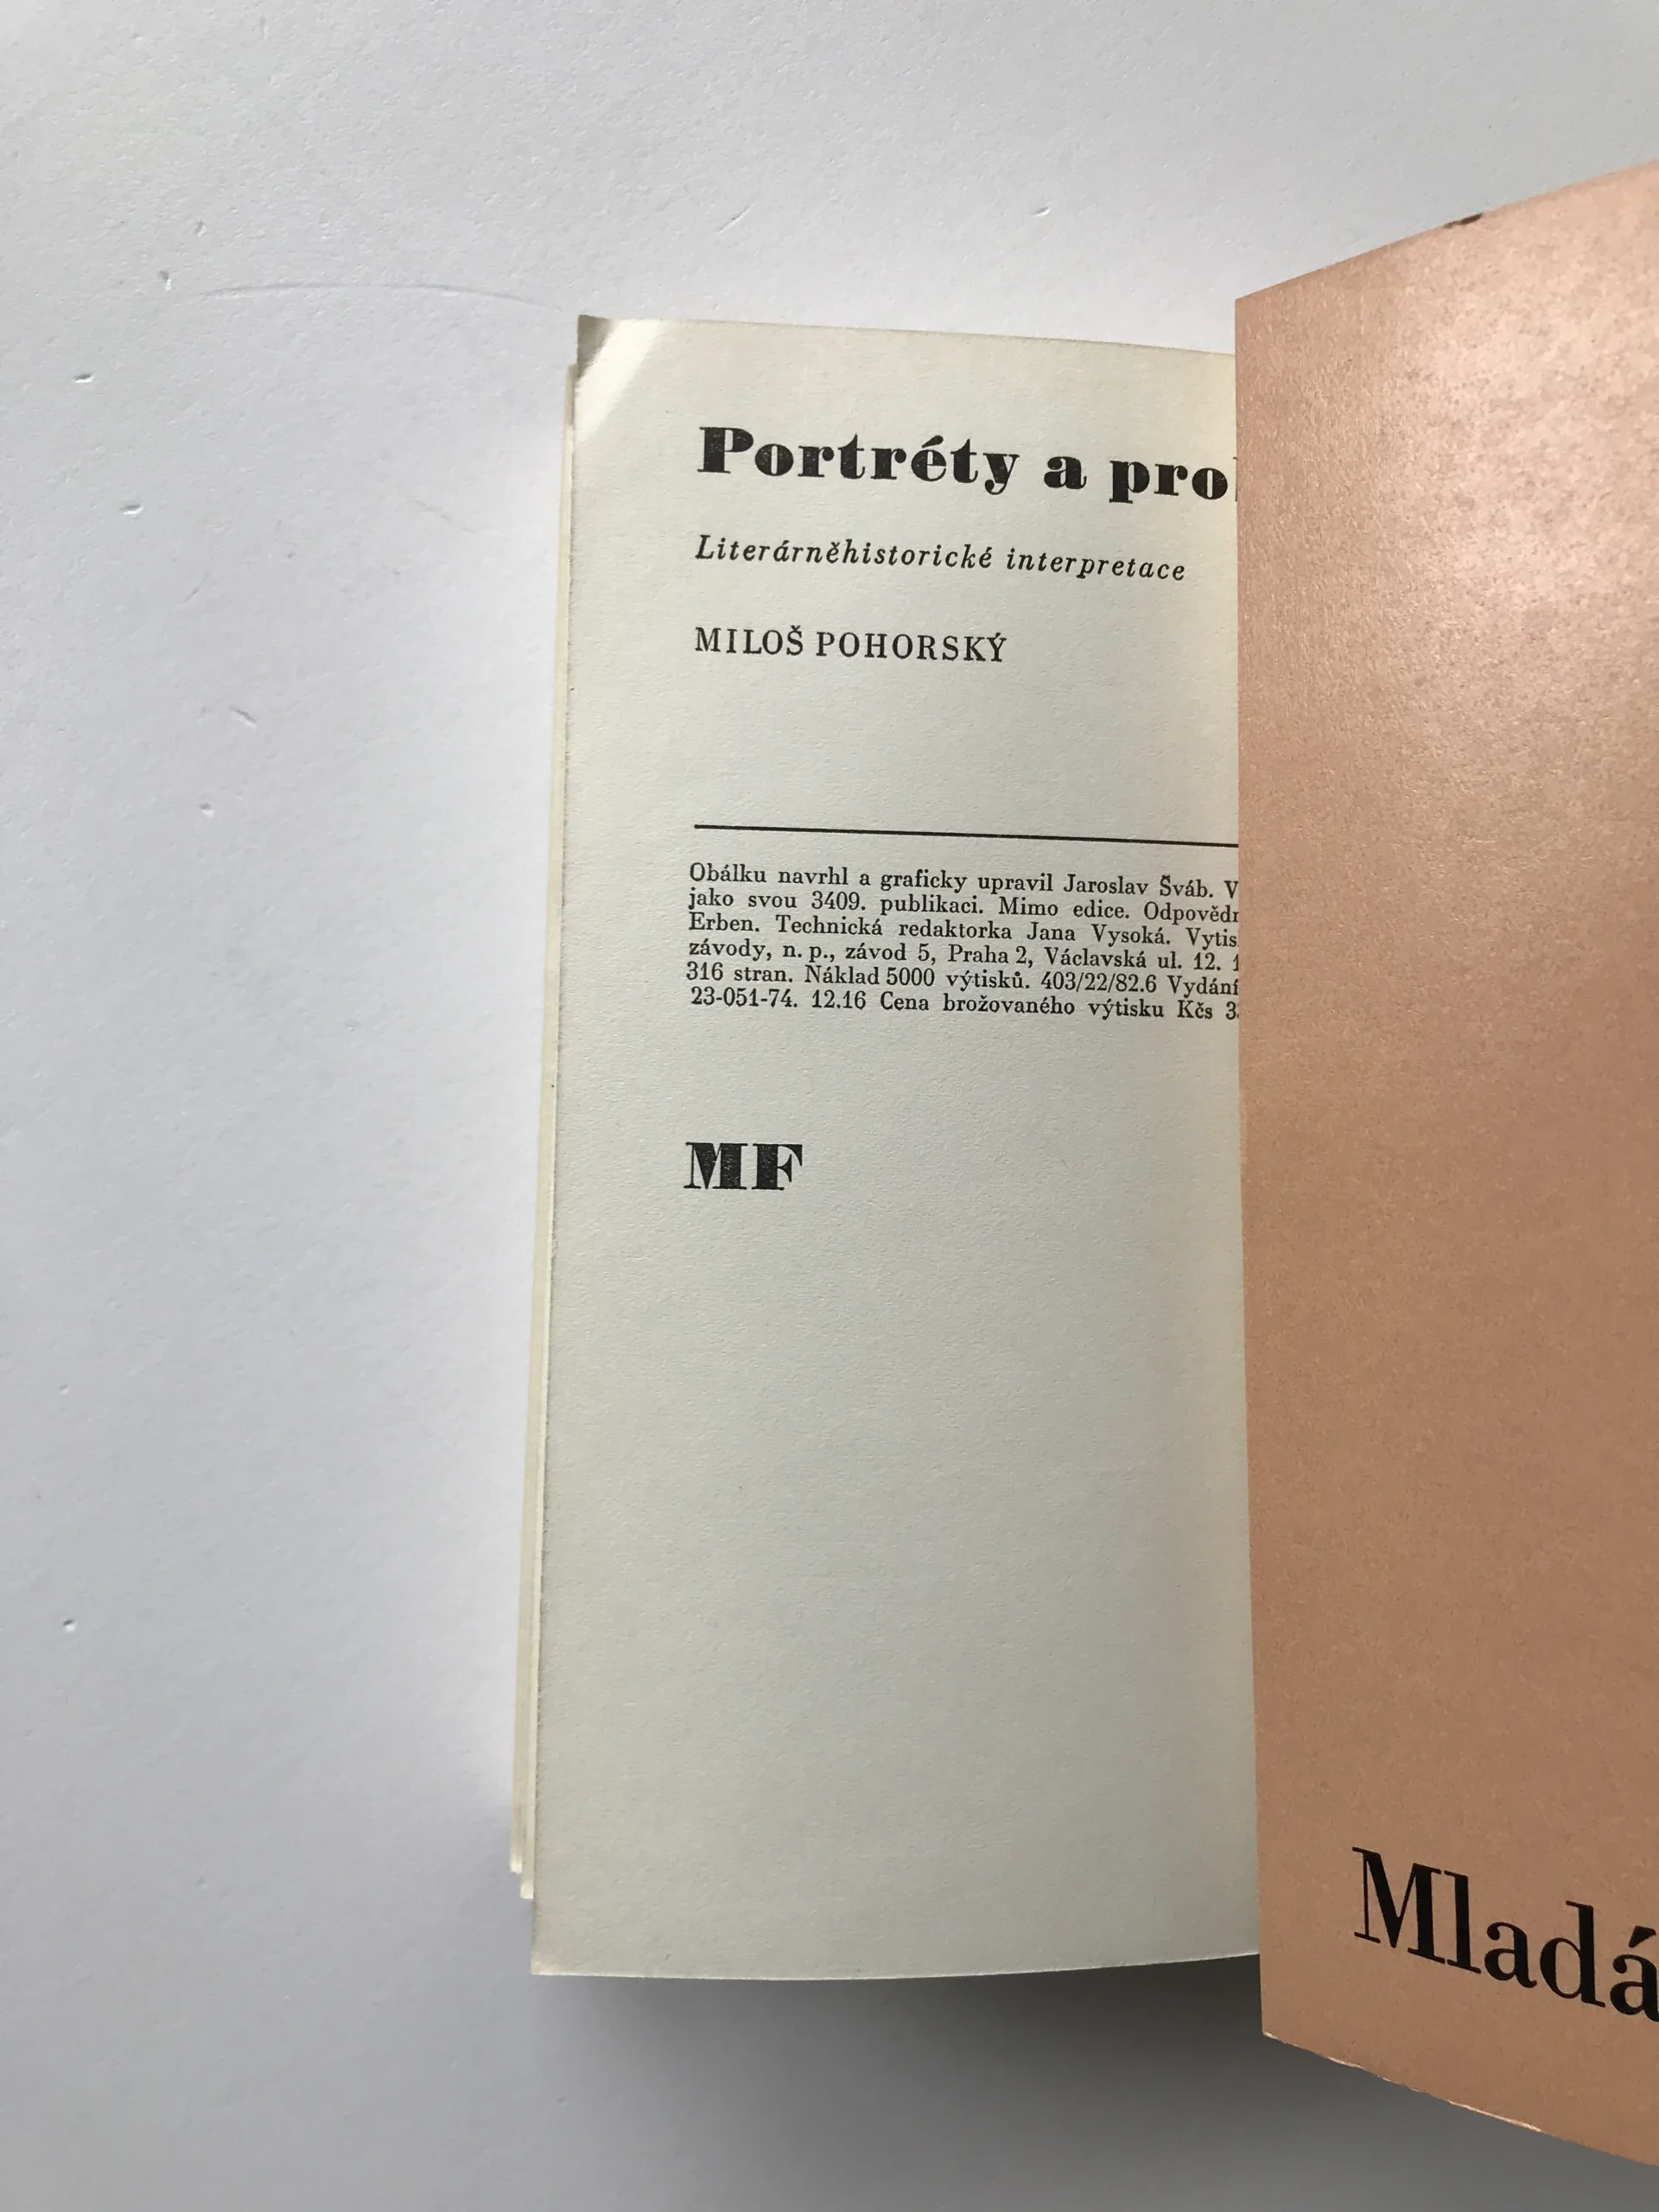 Portréty a pro
Literárněhistorické interpretace
MILOŠ POHORSKÝ
Obálku navrhl a graficky upravil Jaroslav Šváb. V
jako svou 3409. publikaci. Mimo edice. Odpovědn
Erben. Technická redaktorka Jana Vysoká. Vytis
závody, n. p., závod 5, Praha 2, Václavská ul. 12. 1
316 stran. Náklad 5000 výtisků. 403/22/82.6 Vydání
23-051-74. 12.16 Cena brožovaného výtisku Kčs 3
MF
Mladá